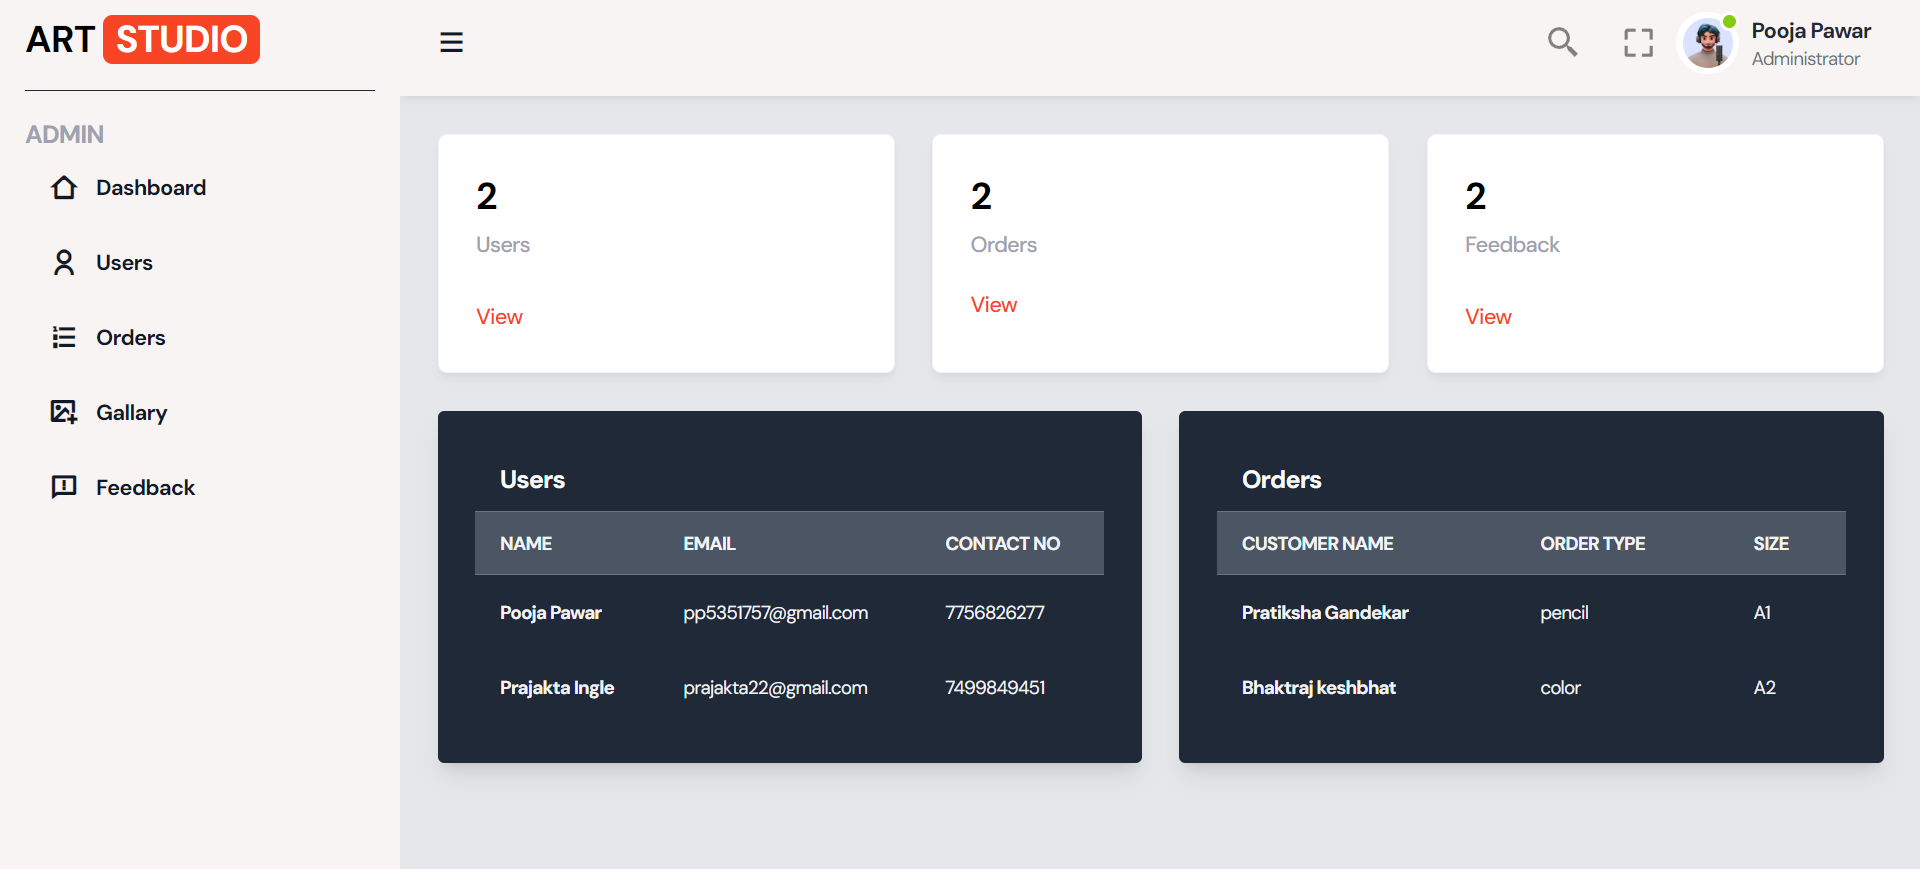 ART STUDIO
Pooja Pawar
Administrator
ADMIN
Dashboard
Users
Orders
Gallary
Feedback
2
Users
View
2
Orders
View
2
Feedback
View
Users
NAME EMAIL CONTACT NO
Pooja Pawar pp5351757@gmail.com 7756826277
Prajakta Ingle prajakta22@gmail.com 7499849451
Orders
CUSTOMER NAME ORDER TYPE SIZE
Pratiksha Gandekar pencil A1
Bhaktraj keshbhat color A2